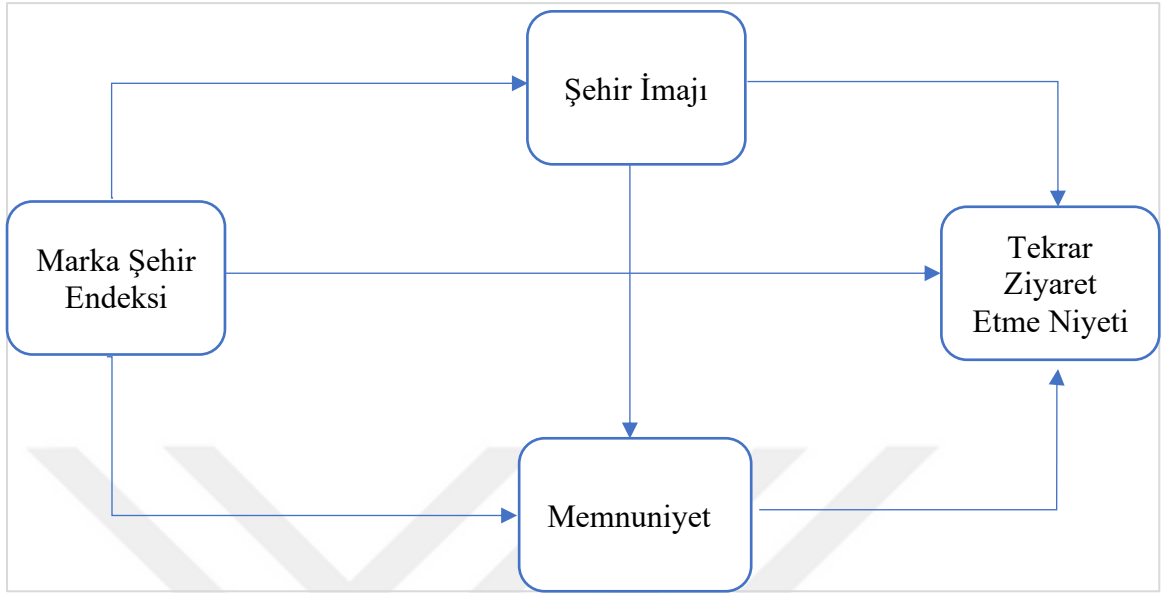 Şehir İmajı
Marka Şehir
Endeksi
Tekrar
Ziyaret
Etme Niyeti
Memnuniyet